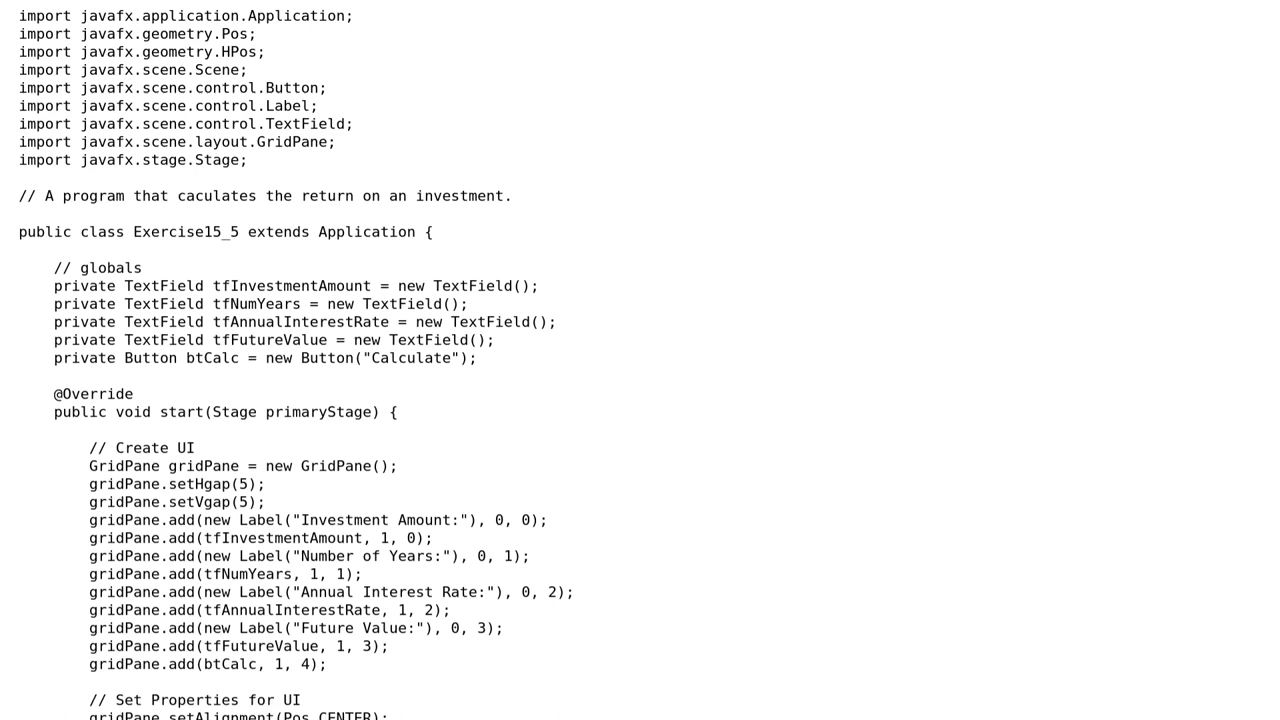 import javafx.application.Application;
import javafx.geometry.Pos;
import javafx.geometry.HPos;
import javafx.scene.Scene;
import javafx.scene.control.Button;
import javafx.scene.control.Label;
import javafx.scene.control.TextField;
import javafx.scene.layout.GridPane;
import javafx.stage.Stage;

// A program that caculates the return on an investment.

public class Exercise15_5 extends Application {

    // globals
    private TextField tfInvestmentAmount = new TextField();
    private TextField tfNumYears = new TextField();
    private TextField tfAnnualInterestRate = new TextField();
    private TextField tfFutureValue = new TextField();
    private Button btCalc = new Button("Calculate");

    @Override
    public void start(Stage primaryStage) {

        // Create UI
        GridPane gridPane = new GridPane();
        gridPane.setHgap(5);
        gridPane.setVgap(5);
        gridPane.add(new Label("Investment Amount:"), 0, 0);
        gridPane.add(tfInvestmentAmount, 1, 0);
        gridPane.add(new Label("Number of Years:"), 0, 1);
        gridPane.add(tfNumYears, 1, 1);
        gridPane.add(new Label("Annual Interest Rate:"), 0, 2);
        gridPane.add(tfAnnualInterestRate, 1, 2);
        gridPane.add(new Label("Future Value:"), 0, 3);
        gridPane.add(tfFutureValue, 1, 3);
        gridPane.add(btCalc, 1, 4);

        // Set Properties for UI
        gridPane.setAlignment(Pos.CENTER);